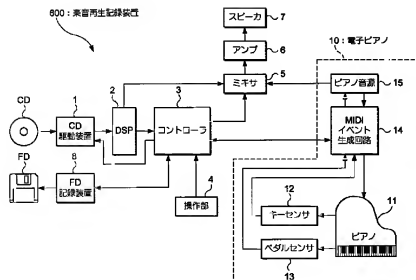 600：楽音再生記録装置
スピーカ
7
アンプ
6
10：電子ピアノ
ミキサ
5
ピアノ音源
15
CD
1
CD
駆動装置
2
DSP
3
コントローラ
MIDI
イベント
生成回路
14
FD
8
FD
記録装置
操作部
4
12
キーセンサ
11
ピアノ
ペダルセンサ
13